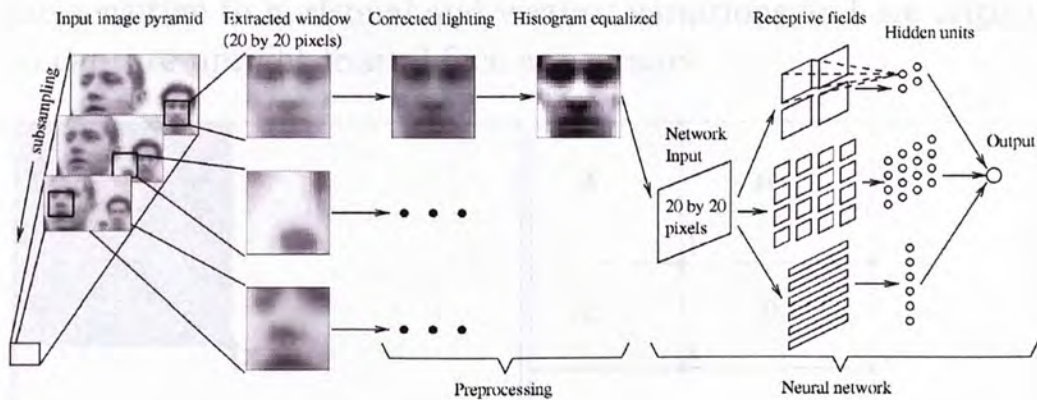 Input image pyramid
Extracted window
(20 by 20 pixels)
Corrected lighting
Histogram equalized
Receptive fields
Hidden units
subsampling
Network
Input
20 by 20
pixels
Output
Preprocessing
Neural network